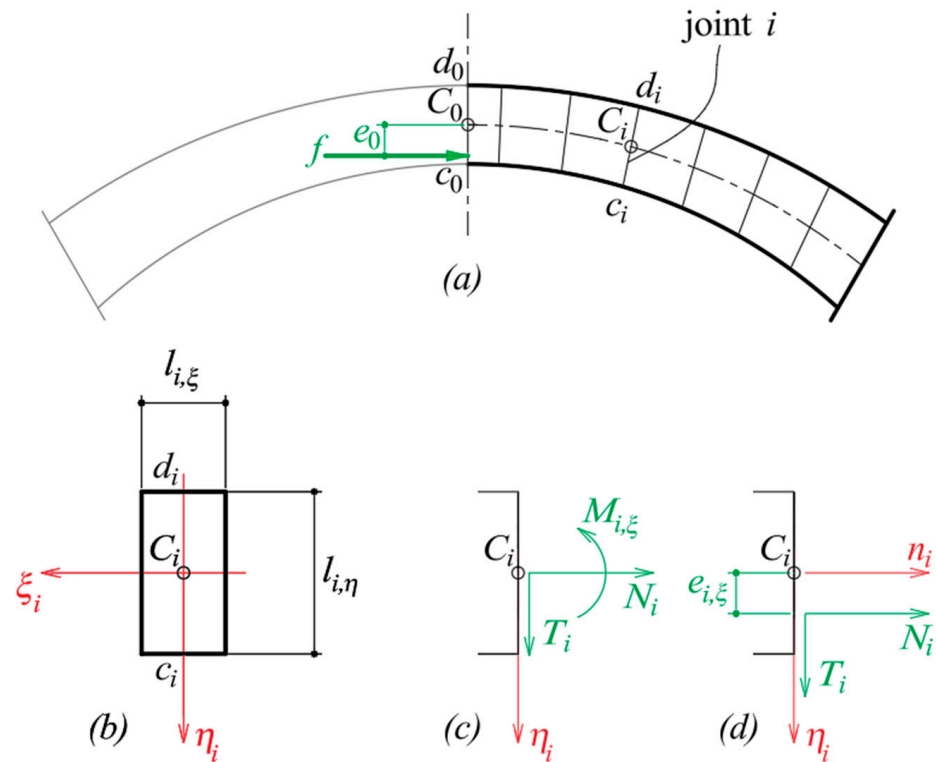 joint i
d₀
dᵢ
C₀
Cᵢ
e₀
f
c₀
cᵢ
(a)
lᵢ,ξ
dᵢ
Cᵢ
ξᵢ
lᵢ,η
cᵢ
ηᵢ
(b)
Mᵢ,ξ
Cᵢ
Nᵢ
Tᵢ
ηᵢ
(c)
Cᵢ
nᵢ
eᵢ,ξ
Nᵢ
Tᵢ
ηᵢ
(d)